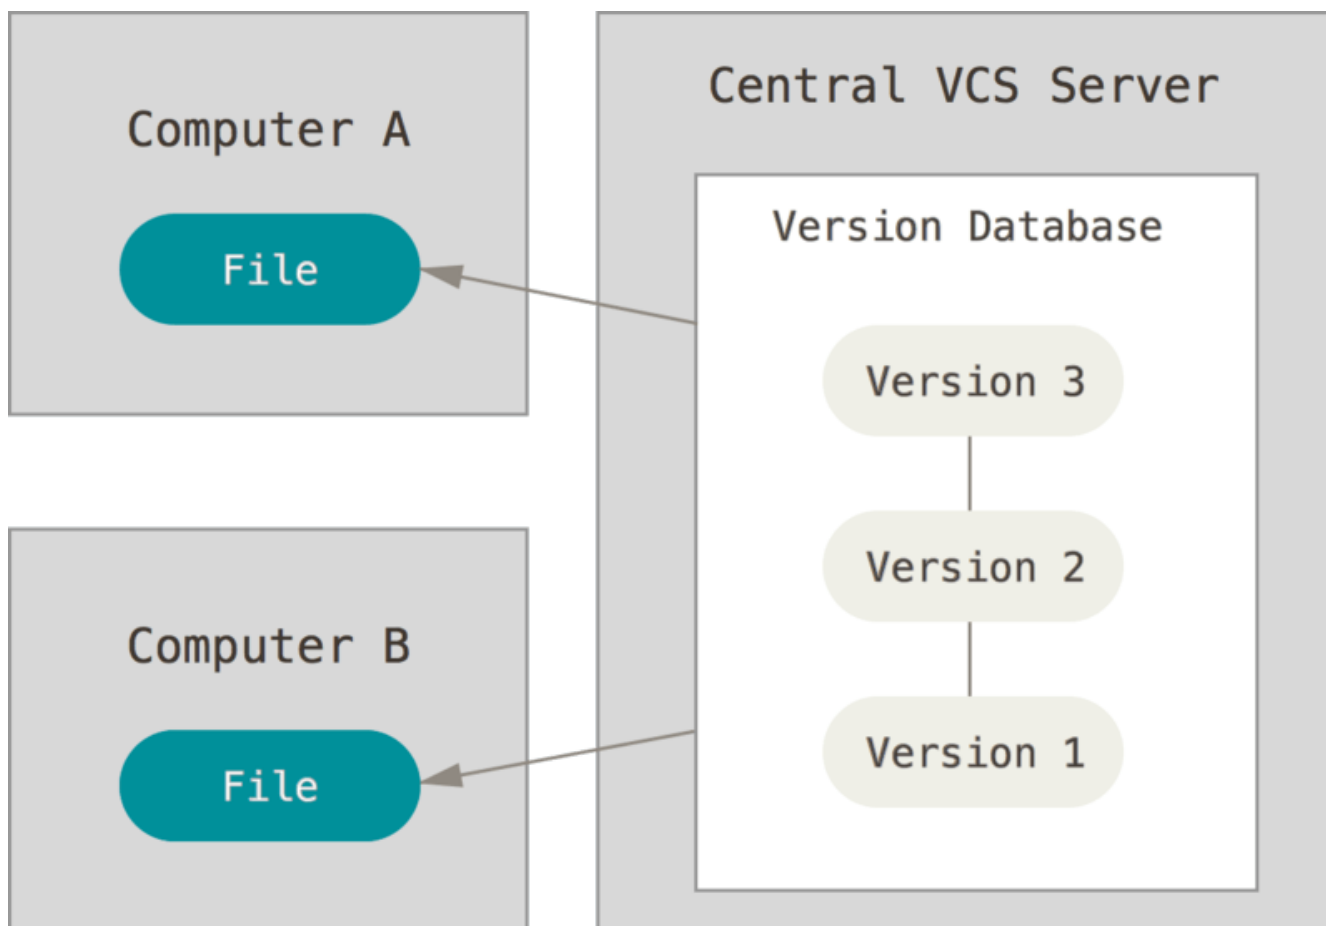 Computer A
File
Computer B
File
Central VCS Server
Version Database
Version 3
Version 2
Version 1